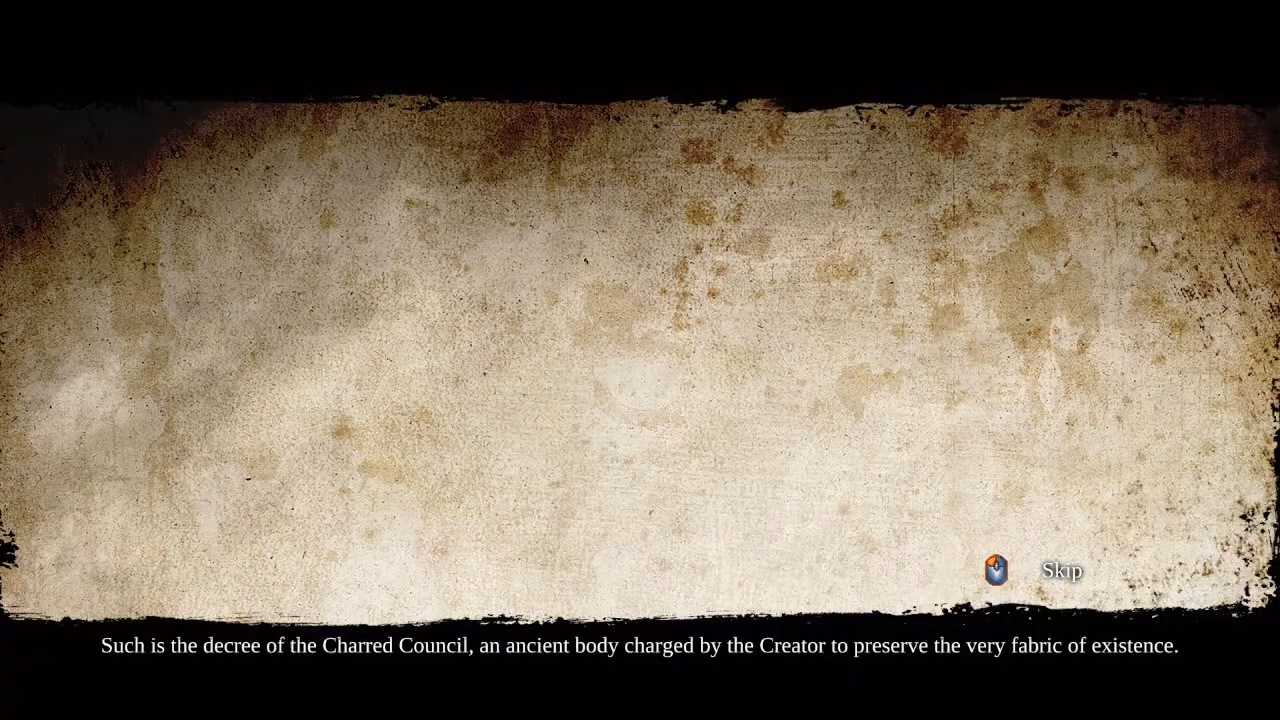 Skip
Such is the decree of the Charred Council, an ancient body charged by the Creator to preserve the very fabric of existence.